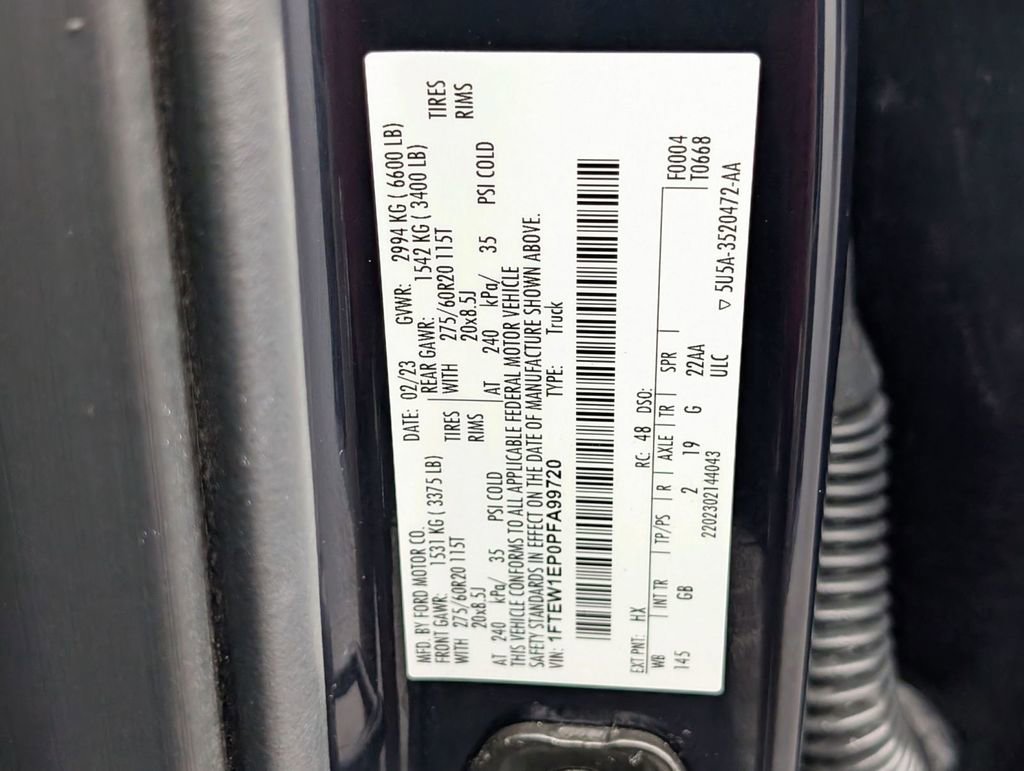 MFD. BY FORD MOTOR CO. DATE: 02/23 GVWR: 2994 KG ( 6600 LB)
FRONT GAWR: 1531 KG ( 3375 LB) REAR GAWR: 1542 KG ( 3400 LB)
WITH 275/60R20 115T TIRES WITH 275/60R20 115T TIRES
20x8.5J RIMS 20x8.5J RIMS
AT 240 kPa/ 35 PSI COLD AT 240 kPa/ 35 PSI COLD
THIS VEHICLE CONFORMS TO ALL APPLICABLE FEDERAL MOTOR VEHICLE
SAFETY STANDARDS IN EFFECT ON THE DATE OF MANUFACTURE SHOWN ABOVE.
VIN: 1FTEW1EP0PFA99720 TYPE: Truck
EXT PNT: HX RC: 48 DSO:
WB INT TR TP/PS R AXLE TR SPR F0004
145 GB 2 19 G 22AA T0668
2202302144043 ULC ▽ 5U5A-3520472-AA